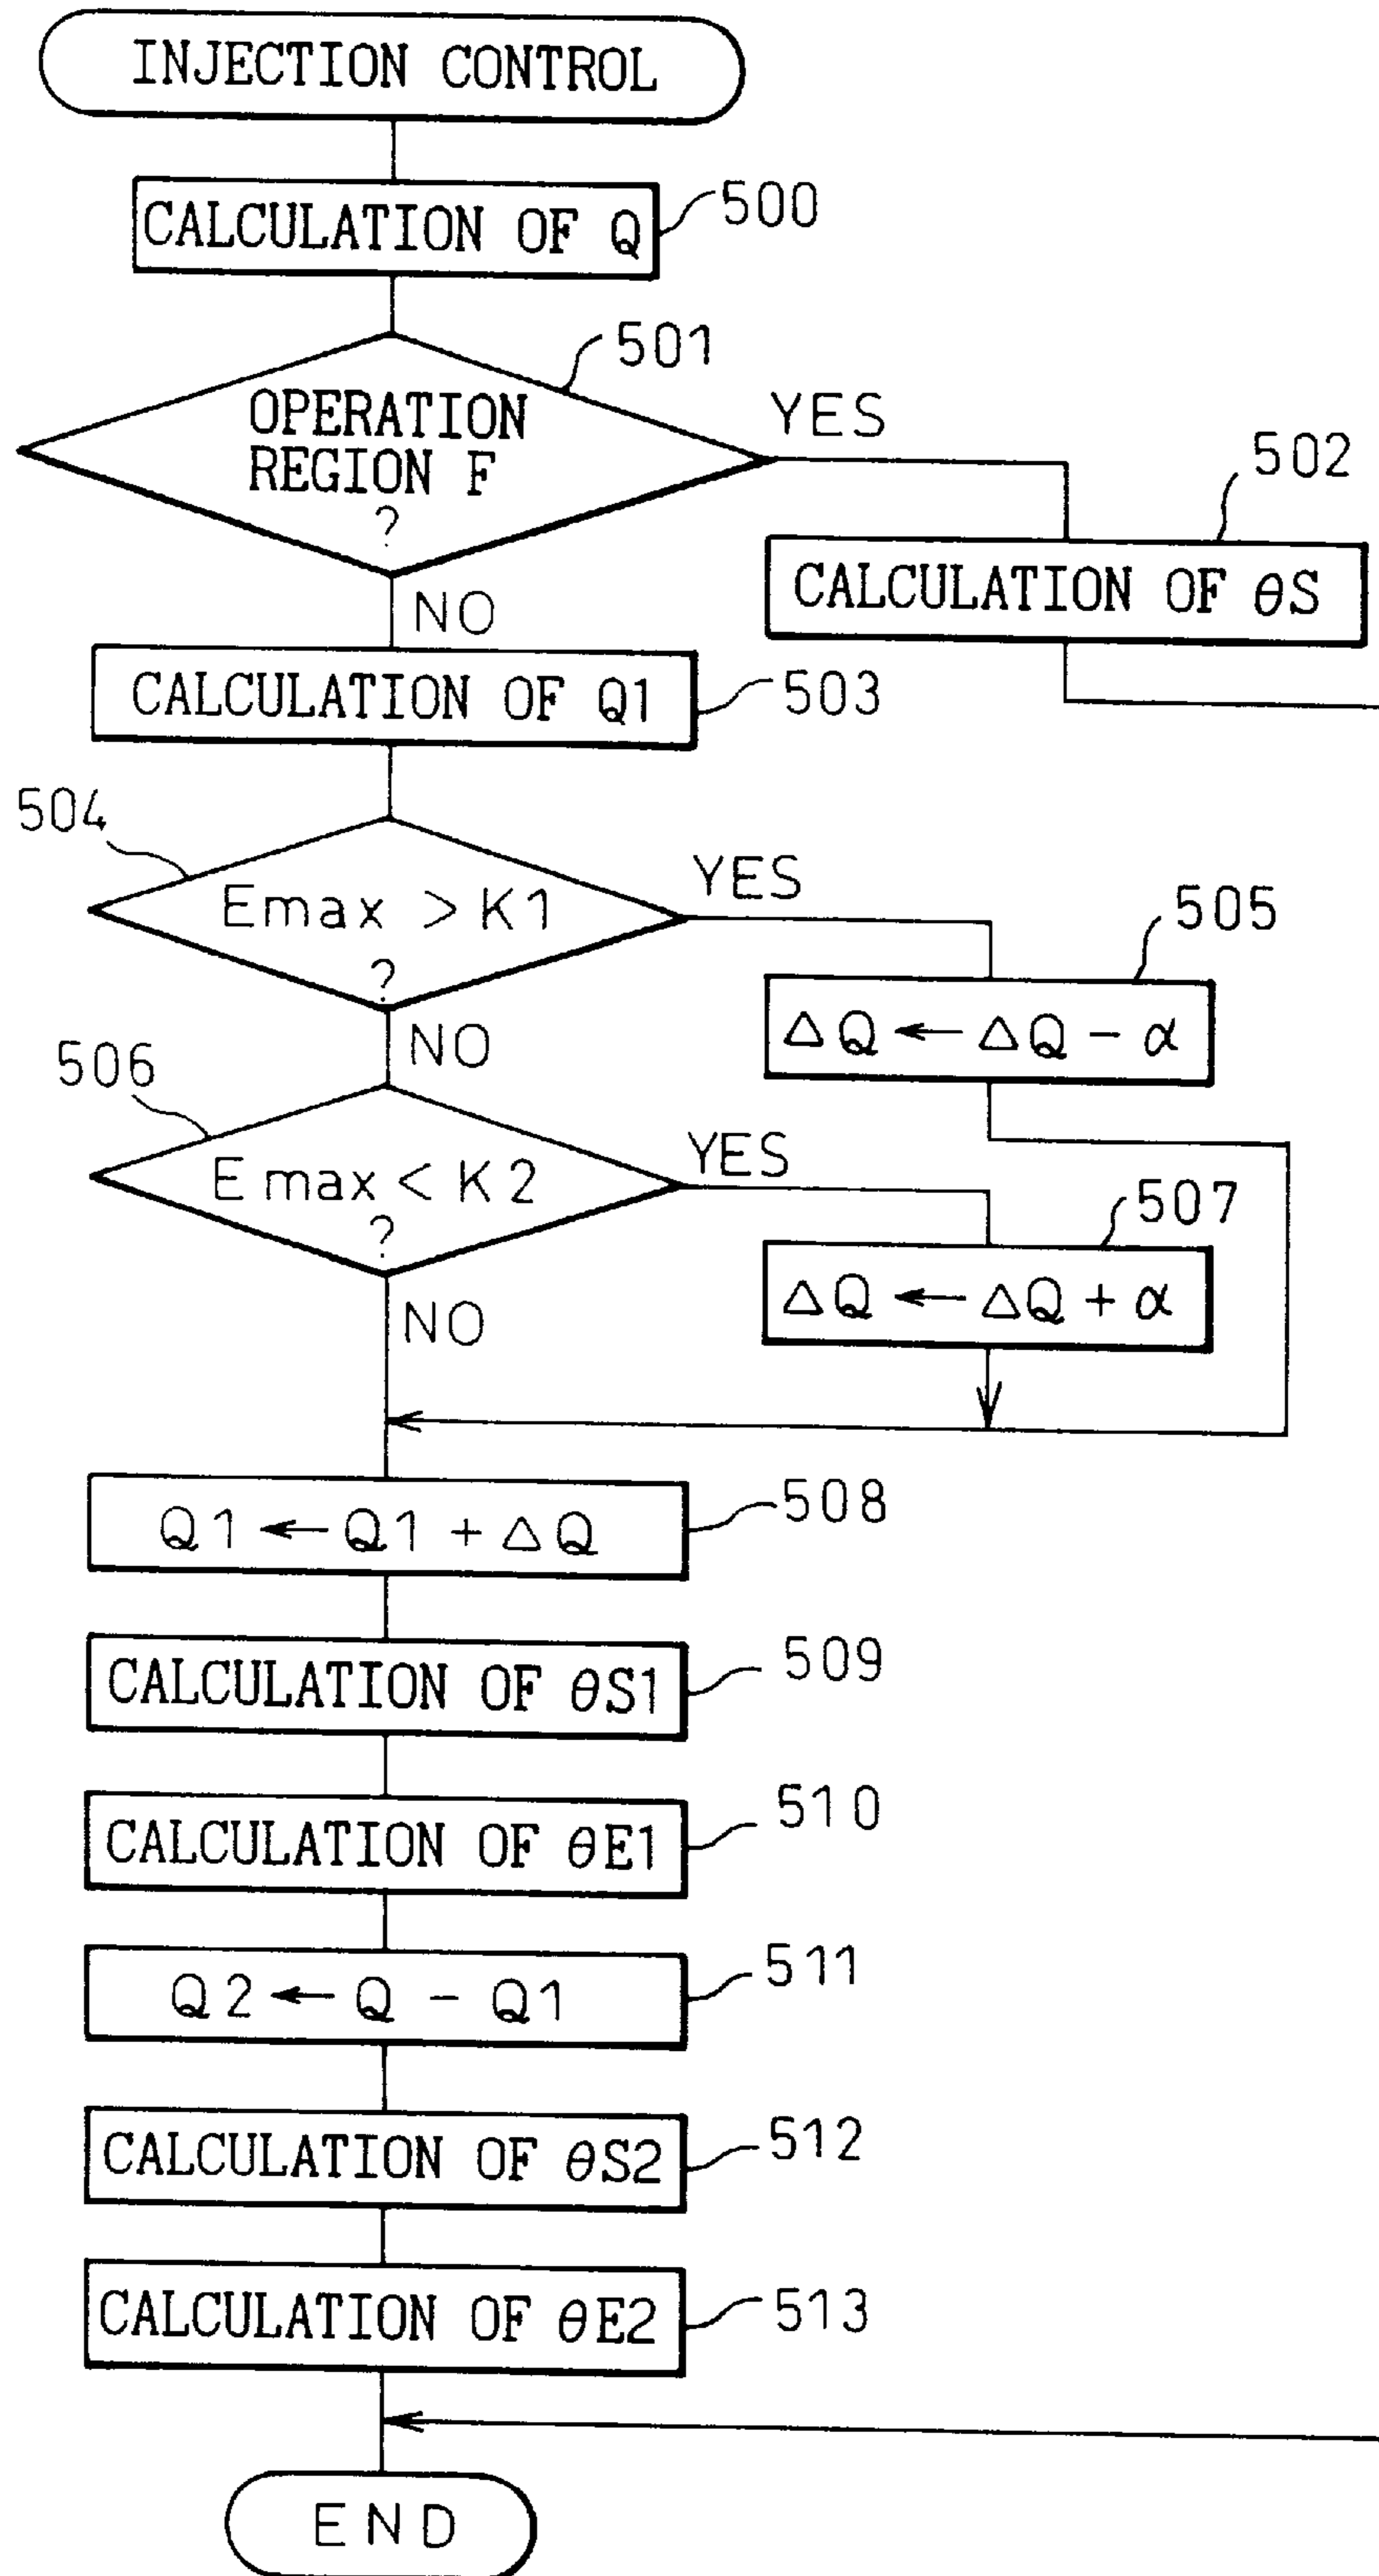 INJECTION CONTROL
CALCULATION OF Q
500
501
OPERATION
REGION F
?
YES
502
CALCULATION OF θS
NO
CALCULATION OF Q1
503
504
Emax > K1
?
YES
505
ΔQ ← ΔQ - α
NO
506
Emax < K2
?
YES
507
ΔQ ← ΔQ + α
NO
Q1 ← Q1 + ΔQ
508
CALCULATION OF θS1
509
CALCULATION OF θE1
510
Q2 ← Q - Q1
511
CALCULATION OF θS2
512
CALCULATION OF θE2
513
END